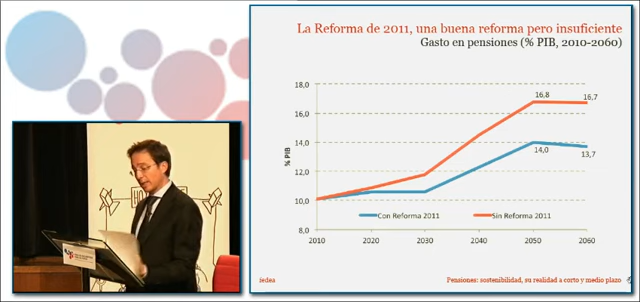 La Reforma de 2011, una buena reforma pero insuficiente
Gasto en pensiones (% PIB, 2010-2060)
18,0
16,0
14,0
12,0
10,0
8,0
% PIB
16,8
16,7
14,0
13,7
Con Reforma 2011
Sin Reforma 2011
2010 2020 2030 2040 2050 2060
fedea
Pensiones: sostenibilidad, su realidad a corto y medio plazo